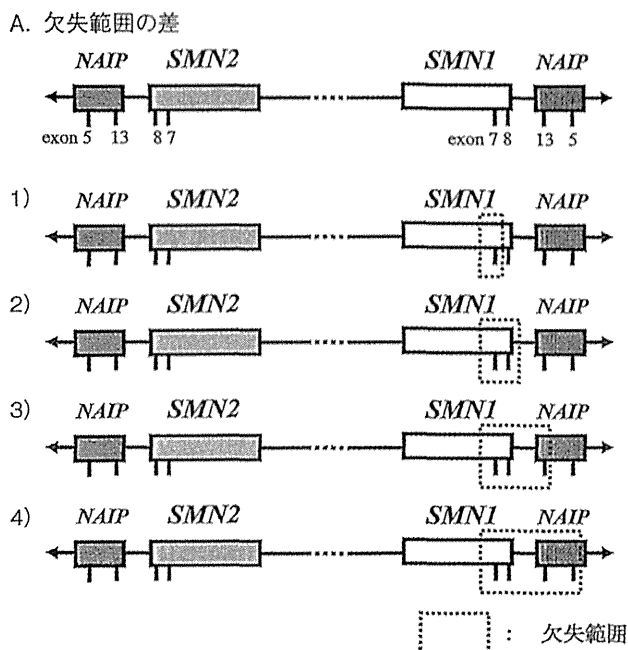 A. 欠失範囲の差
NAIP SMN2 SMN1 NAIP
exon 5 13 8 7 exon 7 8 13 5
1) NAIP SMN2 SMN1 NAIP
2) NAIP SMN2 SMN1 NAIP
3) NAIP SMN2 SMN1 NAIP
4) NAIP SMN2 SMN1 NAIP
: 欠失範囲